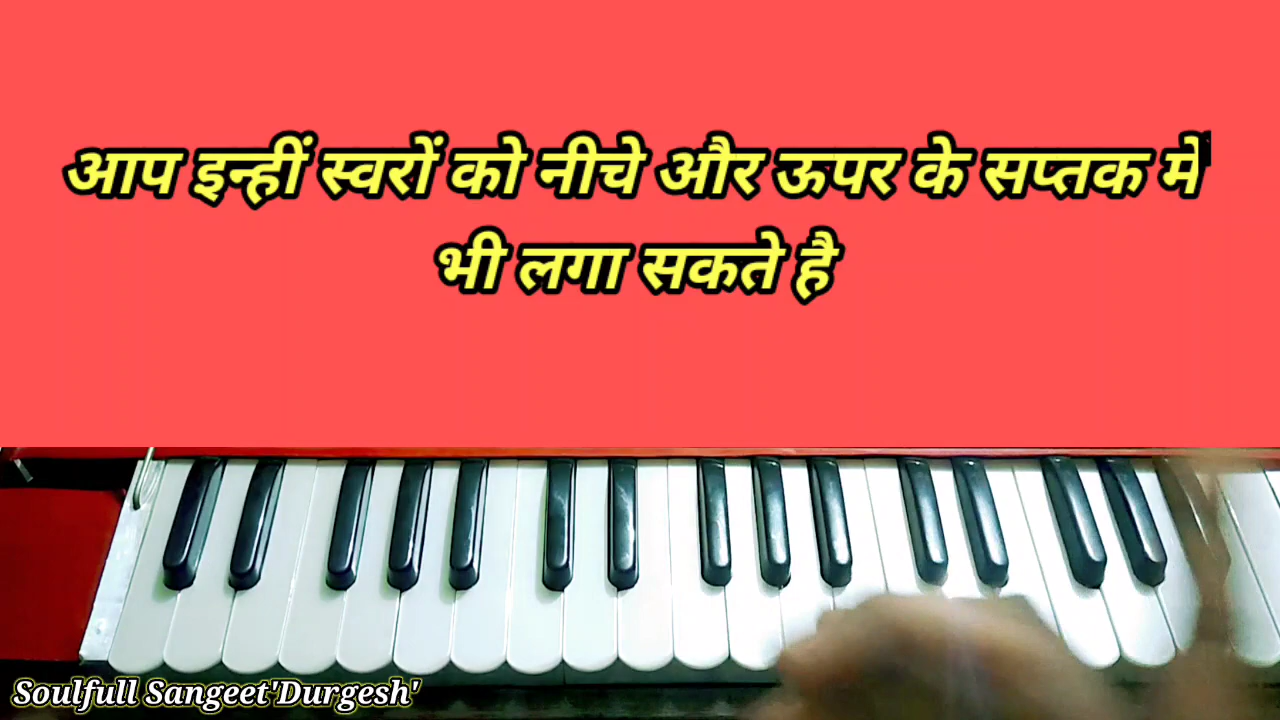 आप इन्हीं स्वरों को नीचे और ऊपर के सप्तक मे
भी लगा सकते है
Soulfull Sangeet'Durgesh'